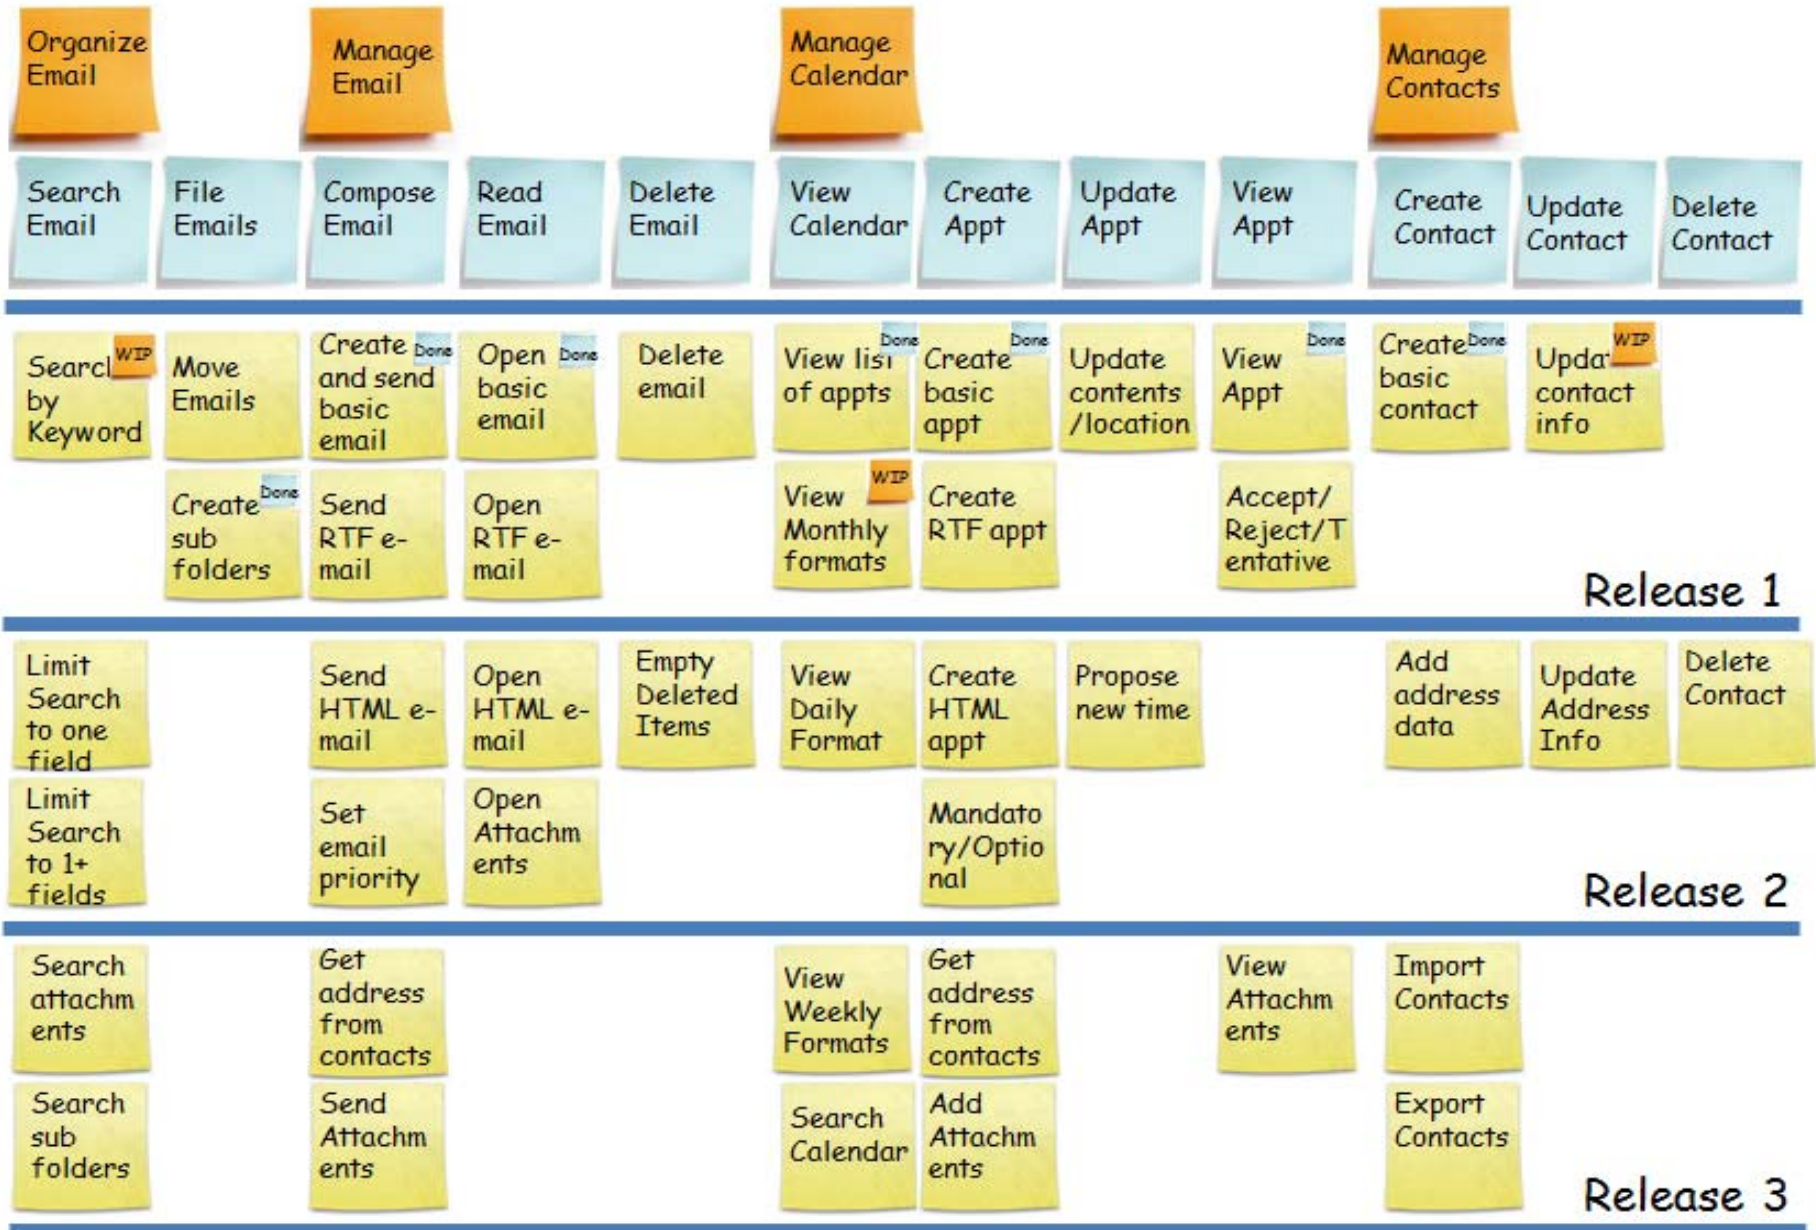 Organize
Email
Manage
Email
Manage
Calendar
Manage
Contacts
Search
Email
File
Emails
Compose
Email
Read
Email
Delete
Email
View
Calendar
Create
Appt
Update
Appt
View
Appt
Create
Contact
Update
Contact
Delete
Contact
Searc
by
Keyword
WIP
Move
Emails
Create
and send
basic
email
Done
Open
basic
email
Done
Delete
email
View list
of appts
Done
Create
basic
appt
Done
Update
contents
/location
View
Appt
Done
Create
basic
contact
Done
Updat
contact
info
WIP
Create
sub
folders
Done
Send
RTF e-
mail
Open
RTF e-
mail
View
Monthly
formats
WIP
Create
RTF appt
Accept/
Reject/T
entative
Release 1
Limit
Search
to one
field
Send
HTML e-
mail
Open
HTML e-
mail
Empty
Deleted
Items
View
Daily
Format
Create
HTML
appt
Propose
new time
Add
address
data
Update
Address
Info
Delete
Contact
Limit
Search
to 1+
fields
Set
email
priority
Open
Attachm
ents
Mandato
ry/Optio
nal
Release 2
Search
attachm
ents
Get
address
from
contacts
View
Weekly
Formats
Get
address
from
contacts
View
Attachm
ents
Import
Contacts
Search
sub
folders
Send
Attachm
ents
Search
Calendar
Add
Attachm
ents
Export
Contacts
Release 3